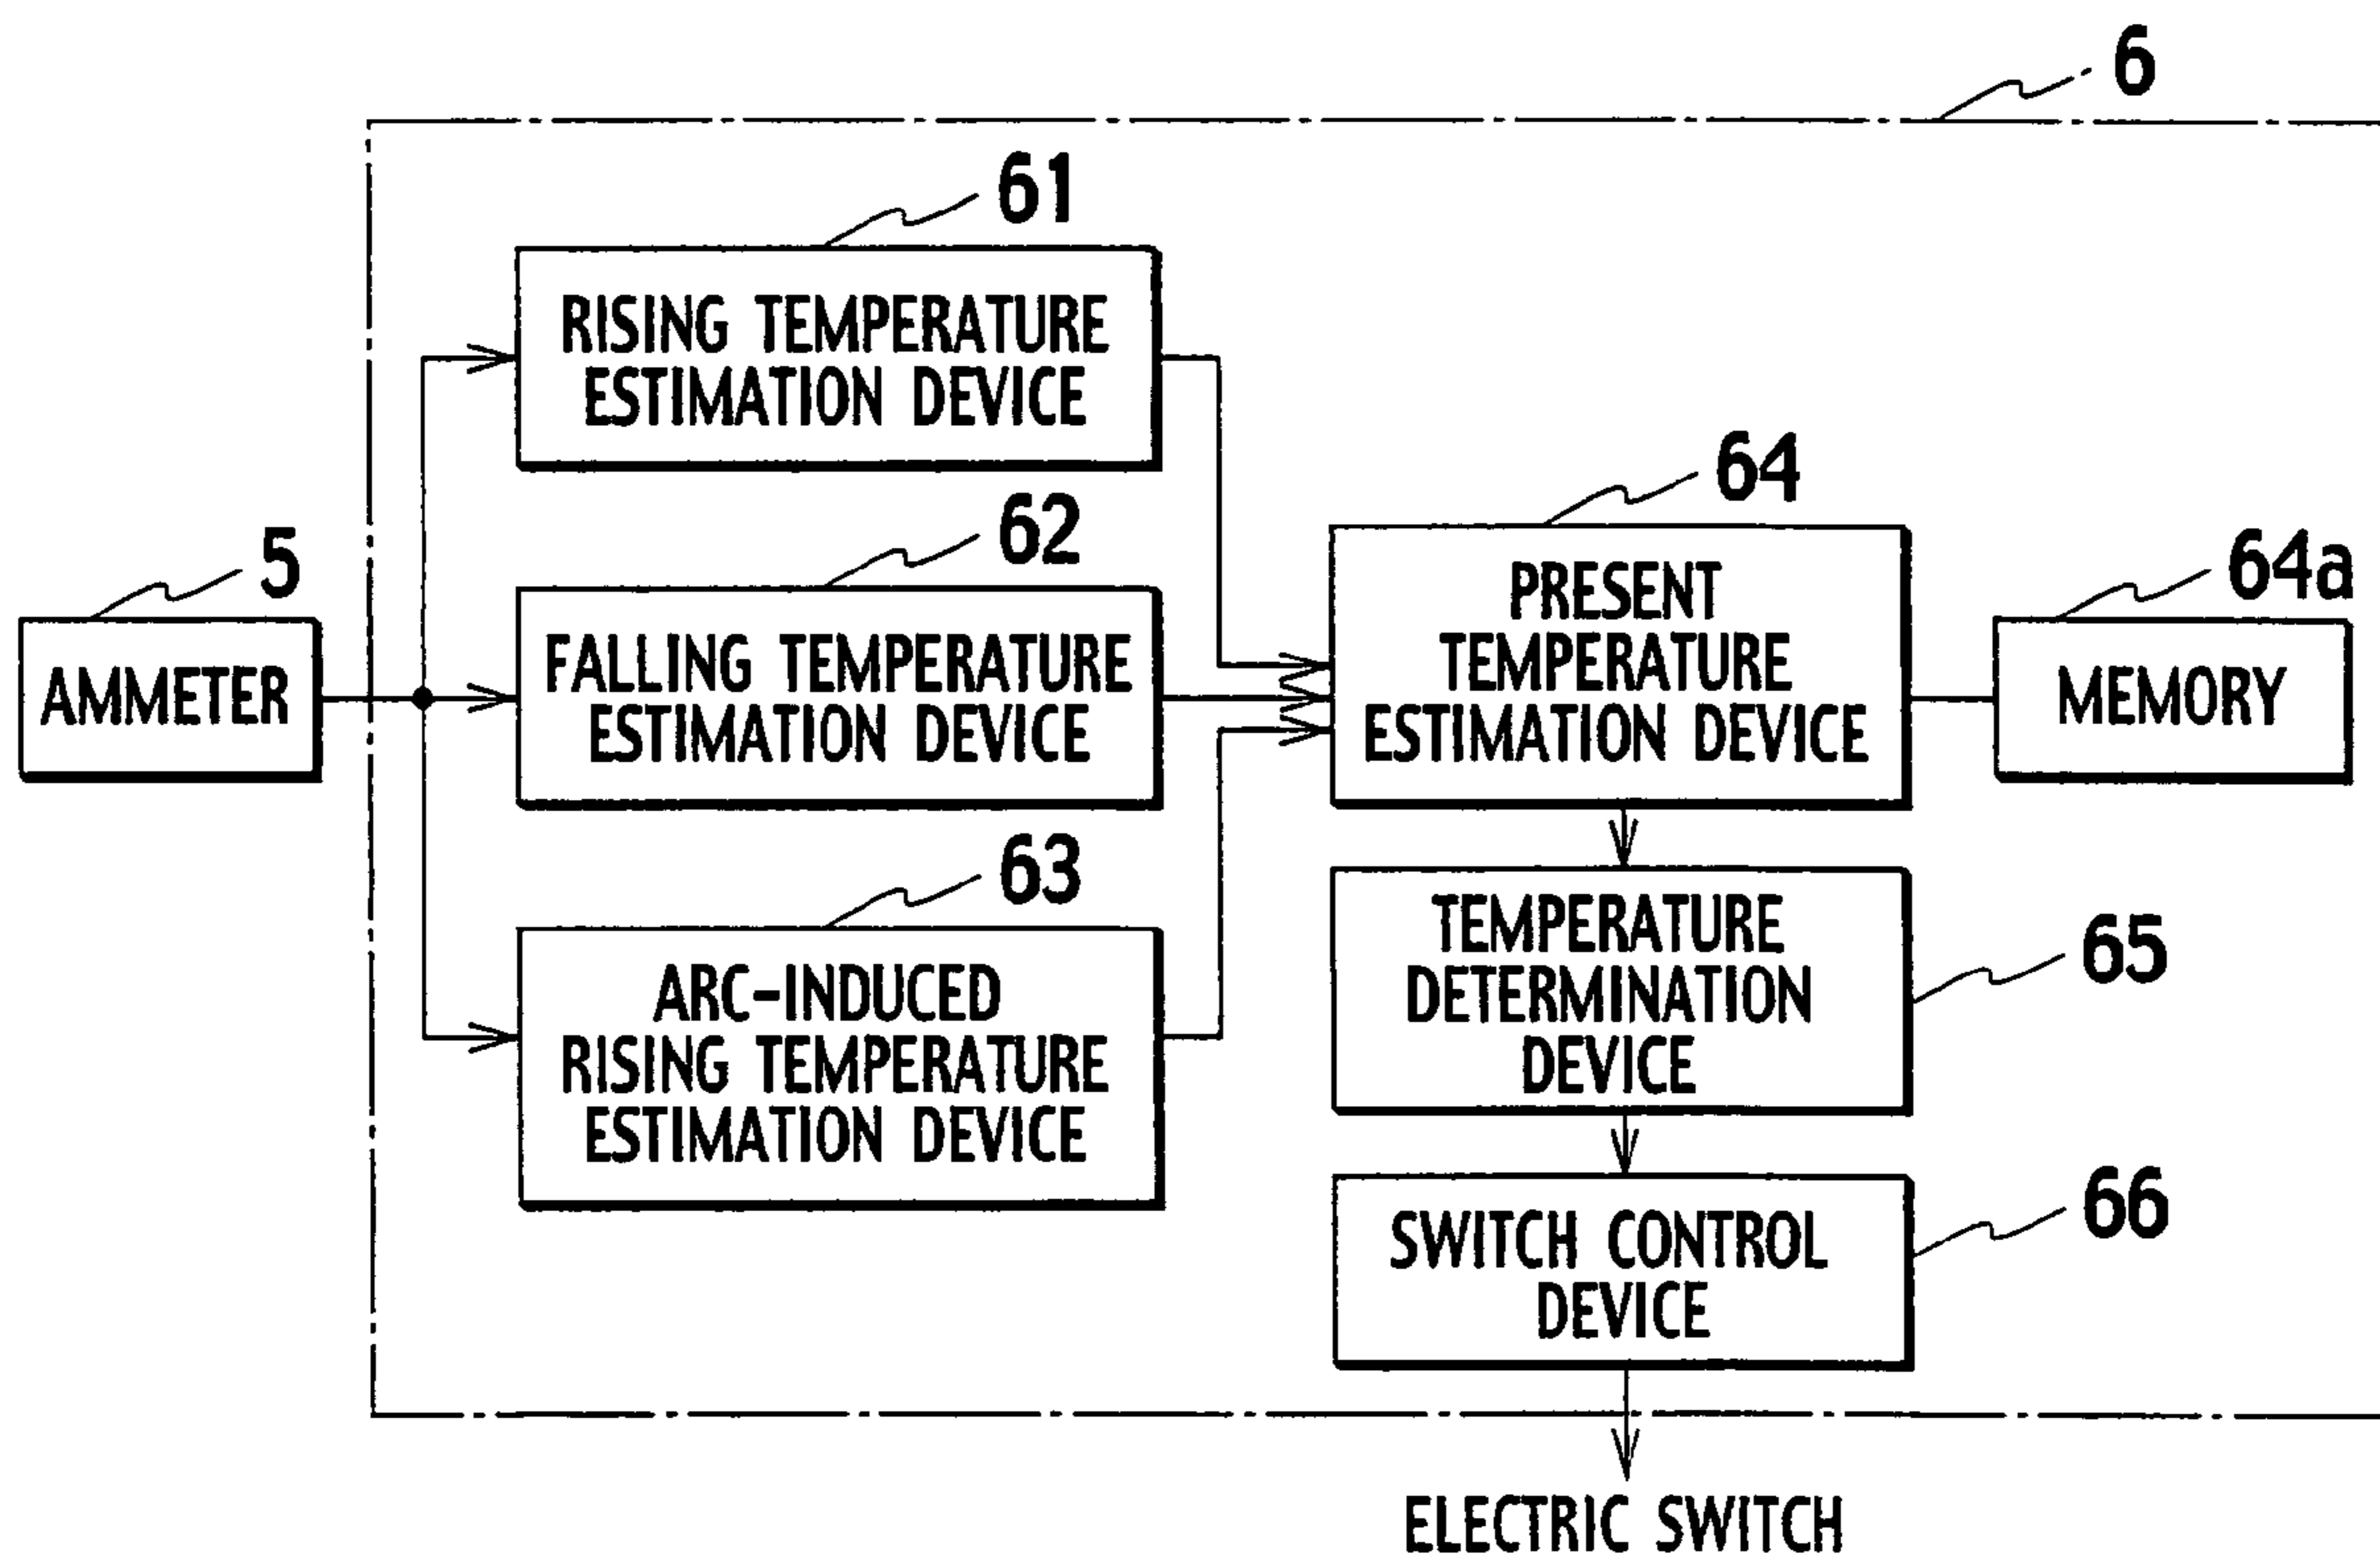 6
61
RISING TEMPERATURE
ESTIMATION DEVICE
62
FALLING TEMPERATURE
ESTIMATION DEVICE
5
AMMETER
63
ARC-INDUCED
RISING TEMPERATURE
ESTIMATION DEVICE
64
PRESENT
TEMPERATURE
ESTIMATION DEVICE
64a
MEMORY
65
TEMPERATURE
DETERMINATION
DEVICE
66
SWITCH CONTROL
DEVICE
ELECTRIC SWITCH